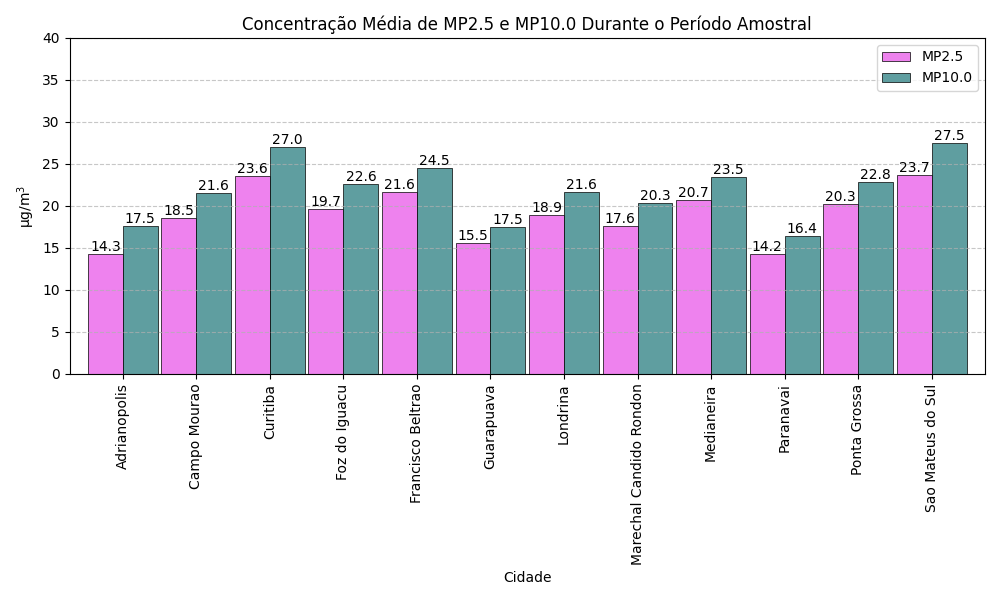 Concentração Média de MP2.5 e MP10.0 Durante o Período Amostral
MP2.5
MP10.0
µg/m³
40
35
30
25
20
15
10
5
0
14.3
17.5
18.5
21.6
23.6
27.0
19.7
22.6
21.6
24.5
15.5
17.5
18.9
21.6
17.6
20.3
20.7
23.5
14.2
16.4
20.3
22.8
23.7
27.5
Adrianopolis
Campo Mourao
Curitiba
Foz do Iguacu
Francisco Beltrao
Guarapuava
Londrina
Marechal Candido Rondon
Medianeira
Paranavai
Ponta Grossa
Sao Mateus do Sul
Cidade